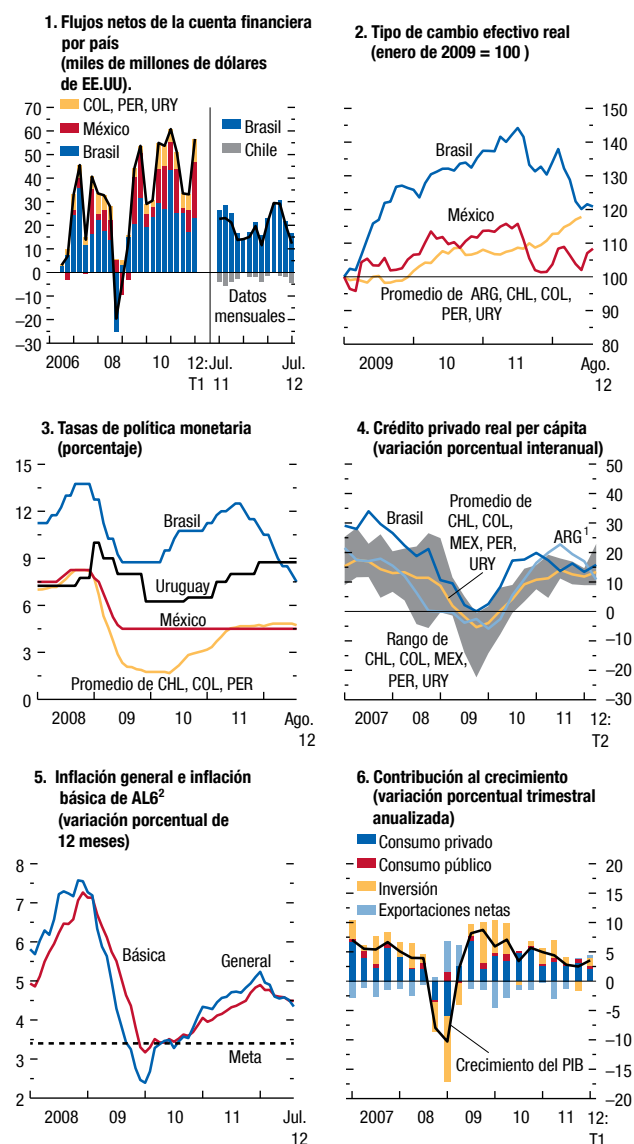 1. Flujos netos de la cuenta financiera
por país
(miles de millones de dólares
de EE.UU).
70
60
50
40
30
20
10
0
–10
–20
–30
COL, PER, URY
México
Brasil
Brasil
Chile
Datos
mensuales
2006 08 10 10 12: Jul. Jul.
T1 11 12
2. Tipo de cambio efectivo real
(enero de 2009 = 100 )
150
140
130
120
110
100
90
80
Brasil
México
Promedio de ARG, CHL, COL,
PER, URY
2009 10 11 Ago.
12
3. Tasas de política monetaria
(porcentaje)
15
12
9
6
3
0
Brasil
Uruguay
México
Promedio de CHL, COL, PER
2008 09 10 11 Ago.
12
4. Crédito privado real per cápita
(variación porcentual interanual)
50
40
30
20
10
0
–10
–20
–30
Brasil
Promedio de
CHL, COL,
MEX, PER,
URY
ARG1
Rango de
CHL, COL, MEX,
PER, URY
2007 08 09 10 11 12:
T2
5. Inflación general e inflación
básica de AL62
(variación porcentual de
12 meses)
8
7
6
5
4
3
2
Básica
General
Meta
2008 09 10 11 Jul.
12
6. Contribución al crecimiento
(variación porcentual trimestral
anualizada)
Consumo privado
Consumo público
Inversión
Exportaciones netas
20
15
10
5
0
–5
–10
–15
–20
Crecimiento del PIB
2007 08 09 10 11 12:
T1